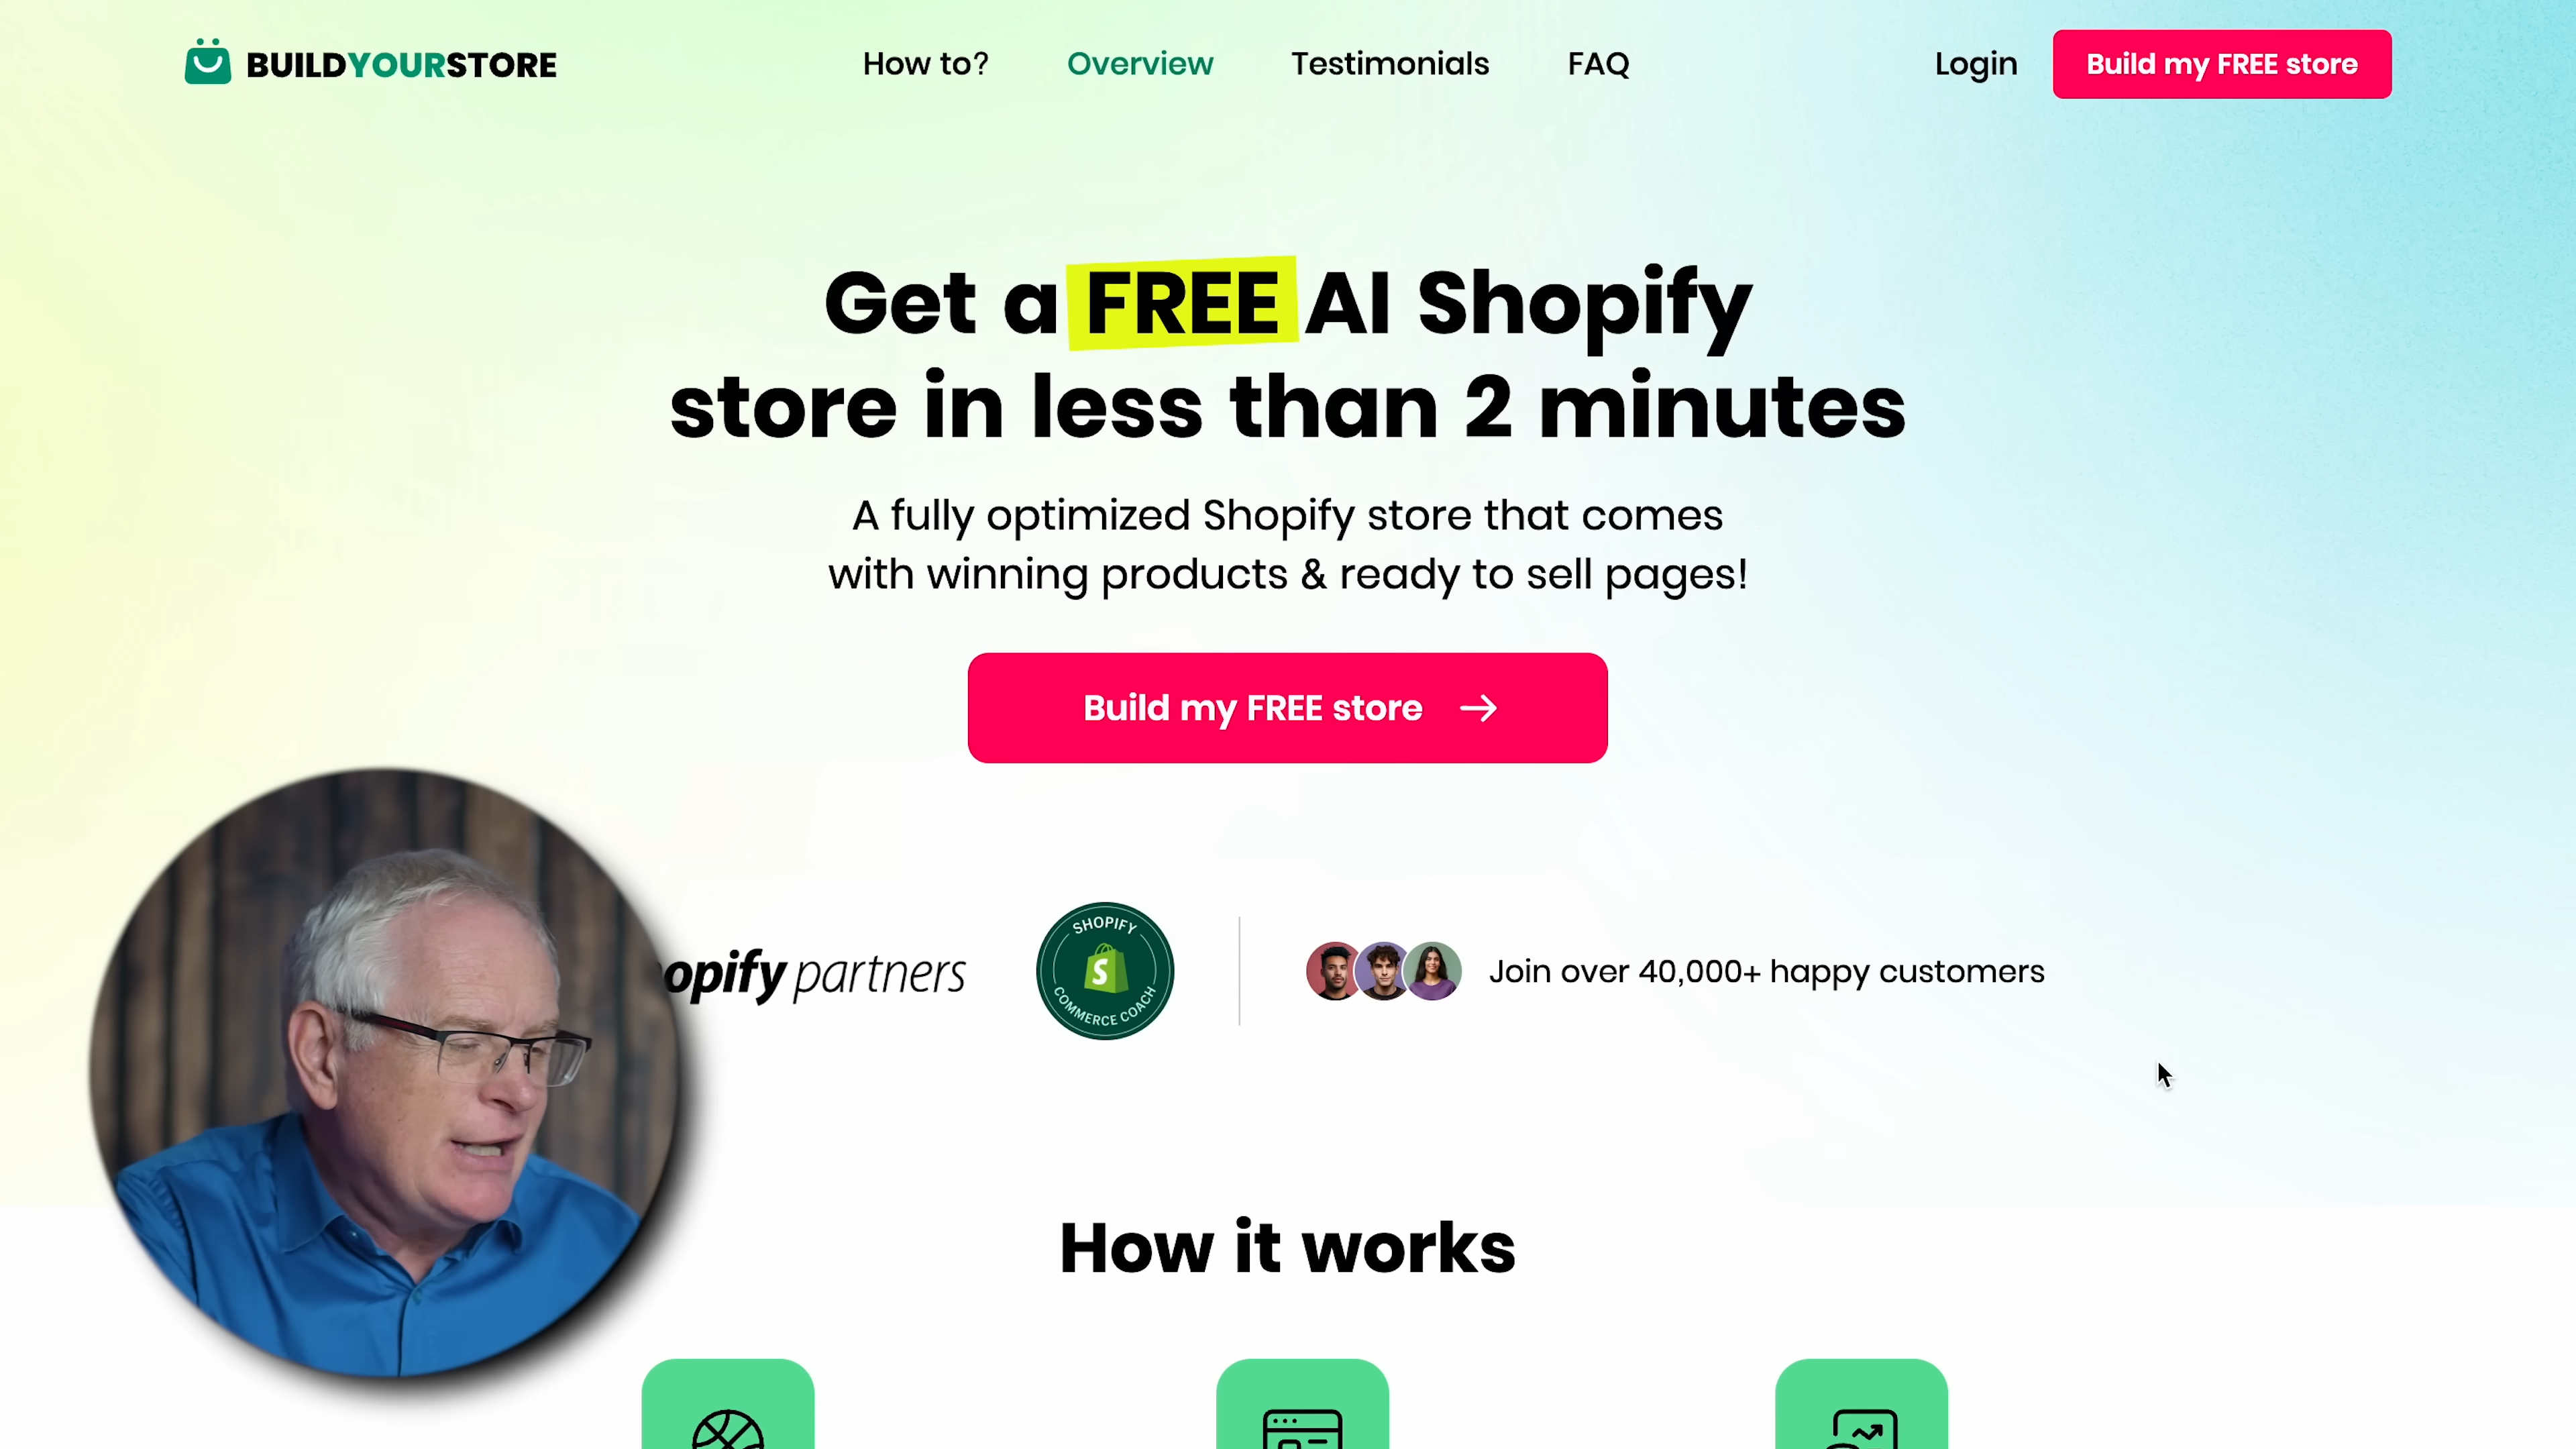 BUILDYOURSTORE
How to?
Overview
Testimonials
FAQ
Login
Build my FREE store
Get a FREE AI Shopify
store in less than 2 minutes
A fully optimized Shopify store that comes
with winning products & ready to sell pages!
Build my FREE store
opify partners
SHOPIFY
COMMERCE COACH
Join over 40,000+ happy customers
How it works